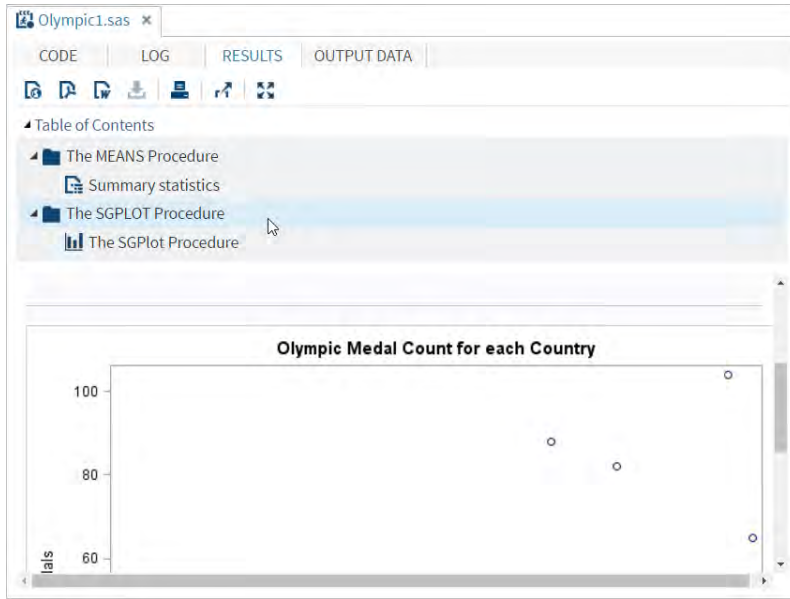 Olympic1.sas ×
CODE LOG RESULTS OUTPUT DATA
Table of Contents
The MEANS Procedure
Summary statistics
The SGPLOT Procedure
The SGPlot Procedure
Olympic Medal Count for each Country
100
80
60